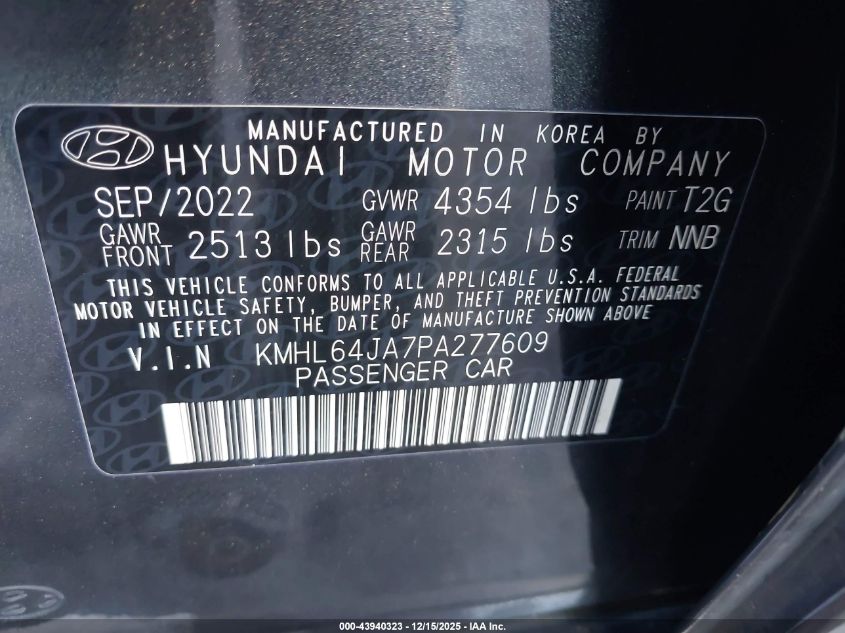 MANUFACTURED IN KOREA BY
HYUNDAI MOTOR COMPANY
SEP/2022 GVWR 4354 lbs PAINT T2G
GAWR FRONT 2513 lbs GAWR REAR 2315 lbs TRIM NNB
THIS VEHICLE CONFORMS TO ALL APPLICABLE U.S.A. FEDERAL
MOTOR VEHICLE SAFETY, BUMPER, AND THEFT PREVENTION STANDARDS
IN EFFECT ON THE DATE OF MANUFACTURE SHOWN ABOVE
V.I.N KMHL64JA7PA277609
PASSENGER CAR
000-43940323 - 12/15/2025 - IAA Inc.